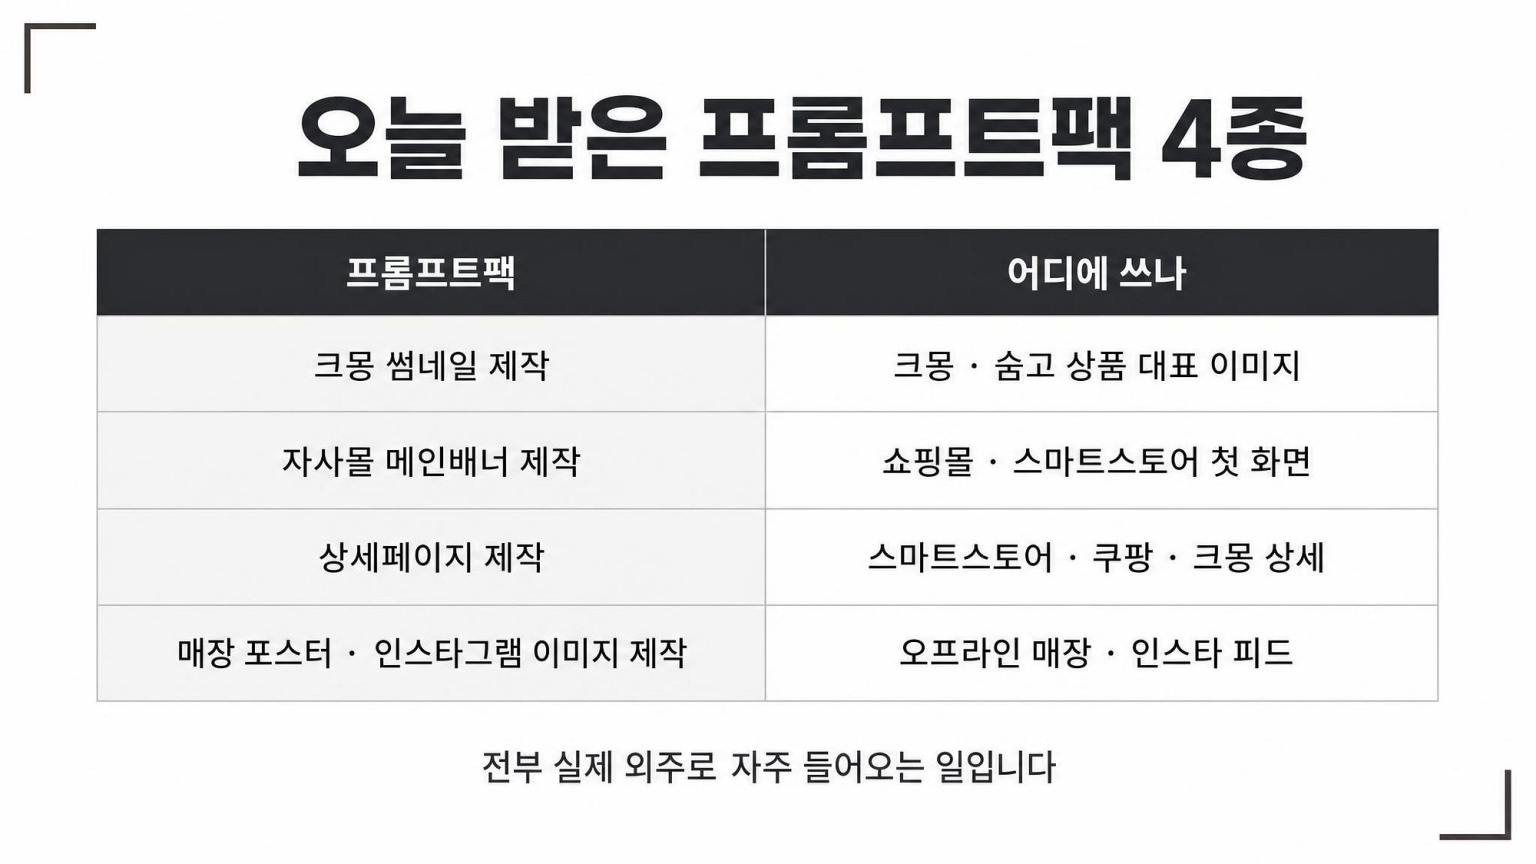 오늘 받은 프롬프트팩 4종
프롬프트팩 어디에 쓰나
크몽 썸네일 제작 크몽 · 숨고 상품 대표 이미지
자사몰 메인배너 제작 쇼핑몰 · 스마트스토어 첫 화면
상세페이지 제작 스마트스토어 · 쿠팡 · 크몽 상세
매장 포스터 · 인스타그램 이미지 제작 오프라인 매장 · 인스타 피드
전부 실제 외주로 자주 들어오는 일입니다